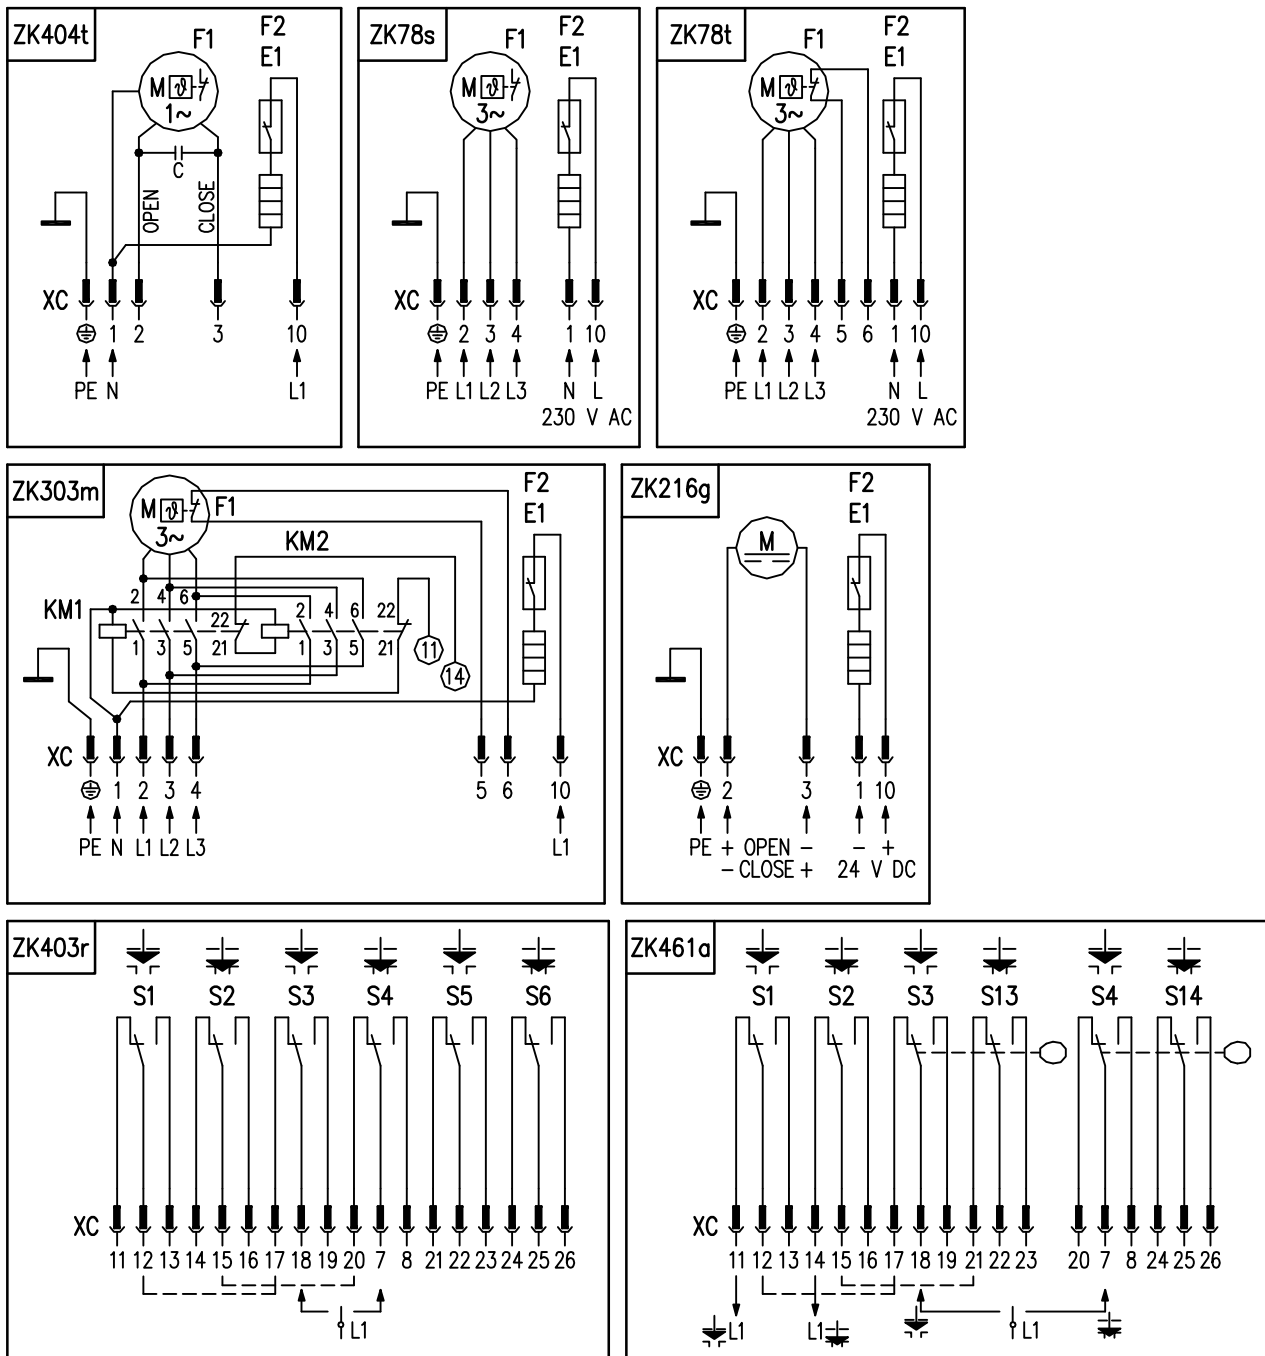 ZK404t
F1
F2
E1
M ϑ
1~
C
OPEN
CLOSE
XC
1 2 3 10
PE N L1
ZK78s
F1
F2
E1
M ϑ
3~
XC
2 3 4 1 10
PE L1 L2 L3 N L
230 V AC
ZK78t
F1
F2
E1
M ϑ
3~
XC
2 3 4 5 6 1 10
PE L1 L2 L3 N L
230 V AC
ZK303m
F2
E1
M ϑ F1
3~
KM2
KM1
2 4 6 22 2 4 6 22
1 3 5 21 1 3 5 21
11
14
XC
1 2 3 4 5 6 10
PE N L1 L2 L3 L1
ZK216g
F2
E1
M
XC
2 3 1 10
PE + OPEN − − +
− CLOSE + 24 V DC
ZK403r
S1 S2 S3 S4 S5 S6
XC
11 12 13 14 15 16 17 18 19 20 7 8 21 22 23 24 25 26
L1
ZK461a
S1 S2 S3 S13 S4 S14
XC
11 12 13 14 15 16 17 18 19 21 22 23 20 7 8 24 25 26
L1 L1 L1